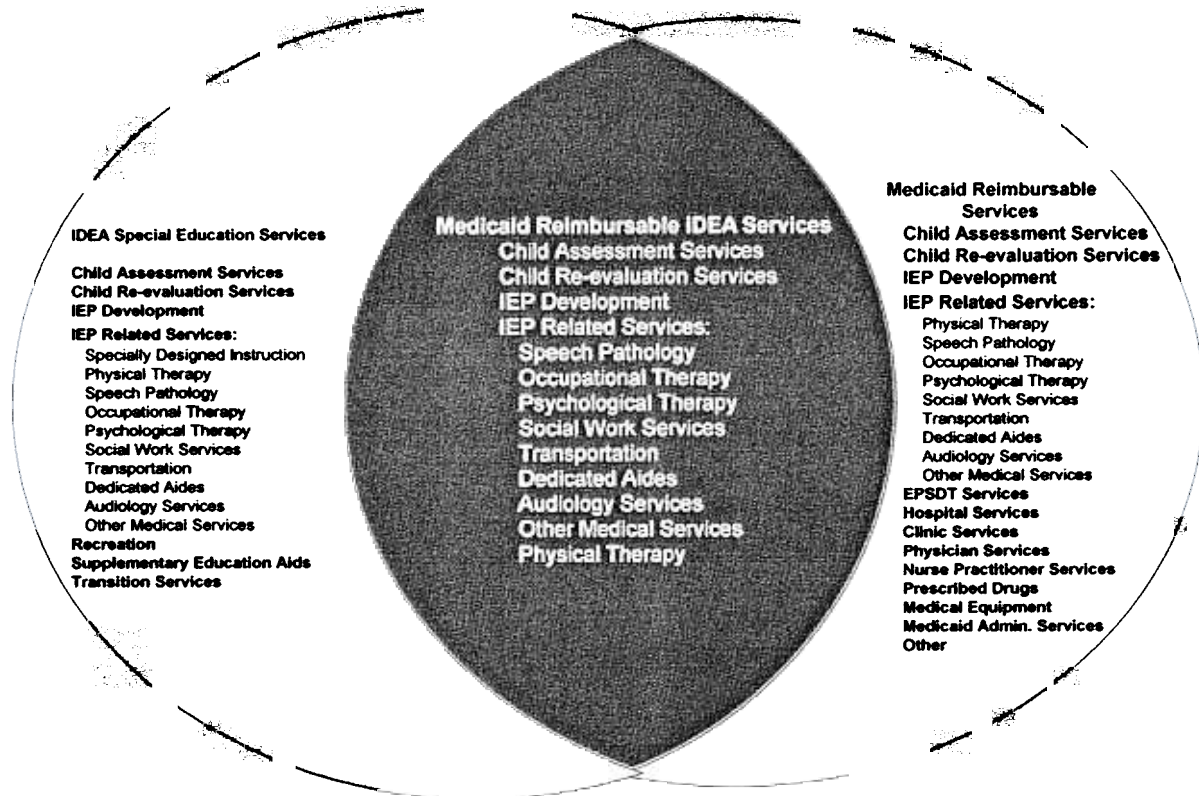 IDEA Special Education Services
Child Assessment Services
Child Re-evaluation Services
IEP Development
IEP Related Services:
Specially Designed Instruction
Physical Therapy
Speech Pathology
Occupational Therapy
Psychological Therapy
Social Work Services
Transportation
Dedicated Aides
Audiology Services
Other Medical Services
Recreation
Supplementary Education Aids
Transition Services
Medicaid Reimbursable IDEA Services
Child Assessment Services
Child Re-evaluation Services
IEP Development
IEP Related Services:
Speech Pathology
Occupational Therapy
Psychological Therapy
Social Work Services
Transportation
Dedicated Aides
Audiology Services
Other Medical Services
Physical Therapy
Medicaid Reimbursable
Services
Child Assessment Services
Child Re-evaluation Services
IEP Development
IEP Related Services:
Physical Therapy
Speech Pathology
Occupational Therapy
Psychological Therapy
Social Work Services
Transportation
Dedicated Aides
Audiology Services
Other Medical Services
EPSDT Services
Hospital Services
Clinic Services
Physician Services
Nurse Practitioner Services
Prescribed Drugs
Medical Equipment
Medicaid Admin. Services
Other